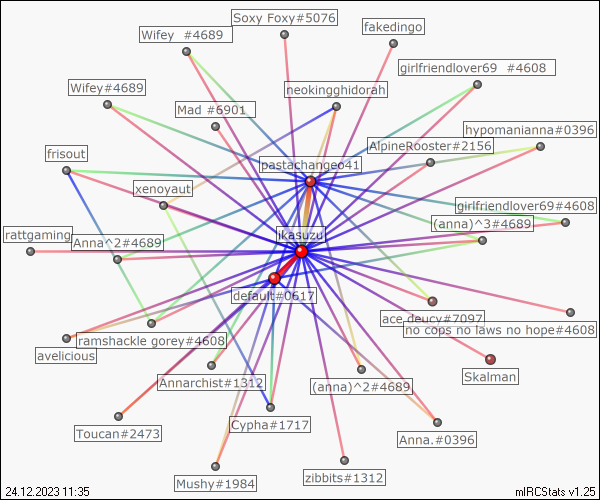 Soxy Foxy#5076
fakedingo
Wifey  #4689
girlfriendlover69  #4608
Wifey#4689
neokingghidorah
Mad #6901
hypomanianna#0396
AlpineRooster#2156
frisout
pastachangeo41
xenoyaut
girlfriendlover69#4608
(anna)^3#4689
rattgaming
jkasuzu
Anna^2#4689
default#0617
ace deucy#7097
no cops no laws no hope#4608
ramshackle gorey#4608
avelicious
Skalman
Annarchist#1312
(anna)^2#4689
Cypha#1717
Toucan#2473
Anna.#0396
zibbits#1312
Mushy#1984
24.12.2023 11:35
mIRCStats v1.25